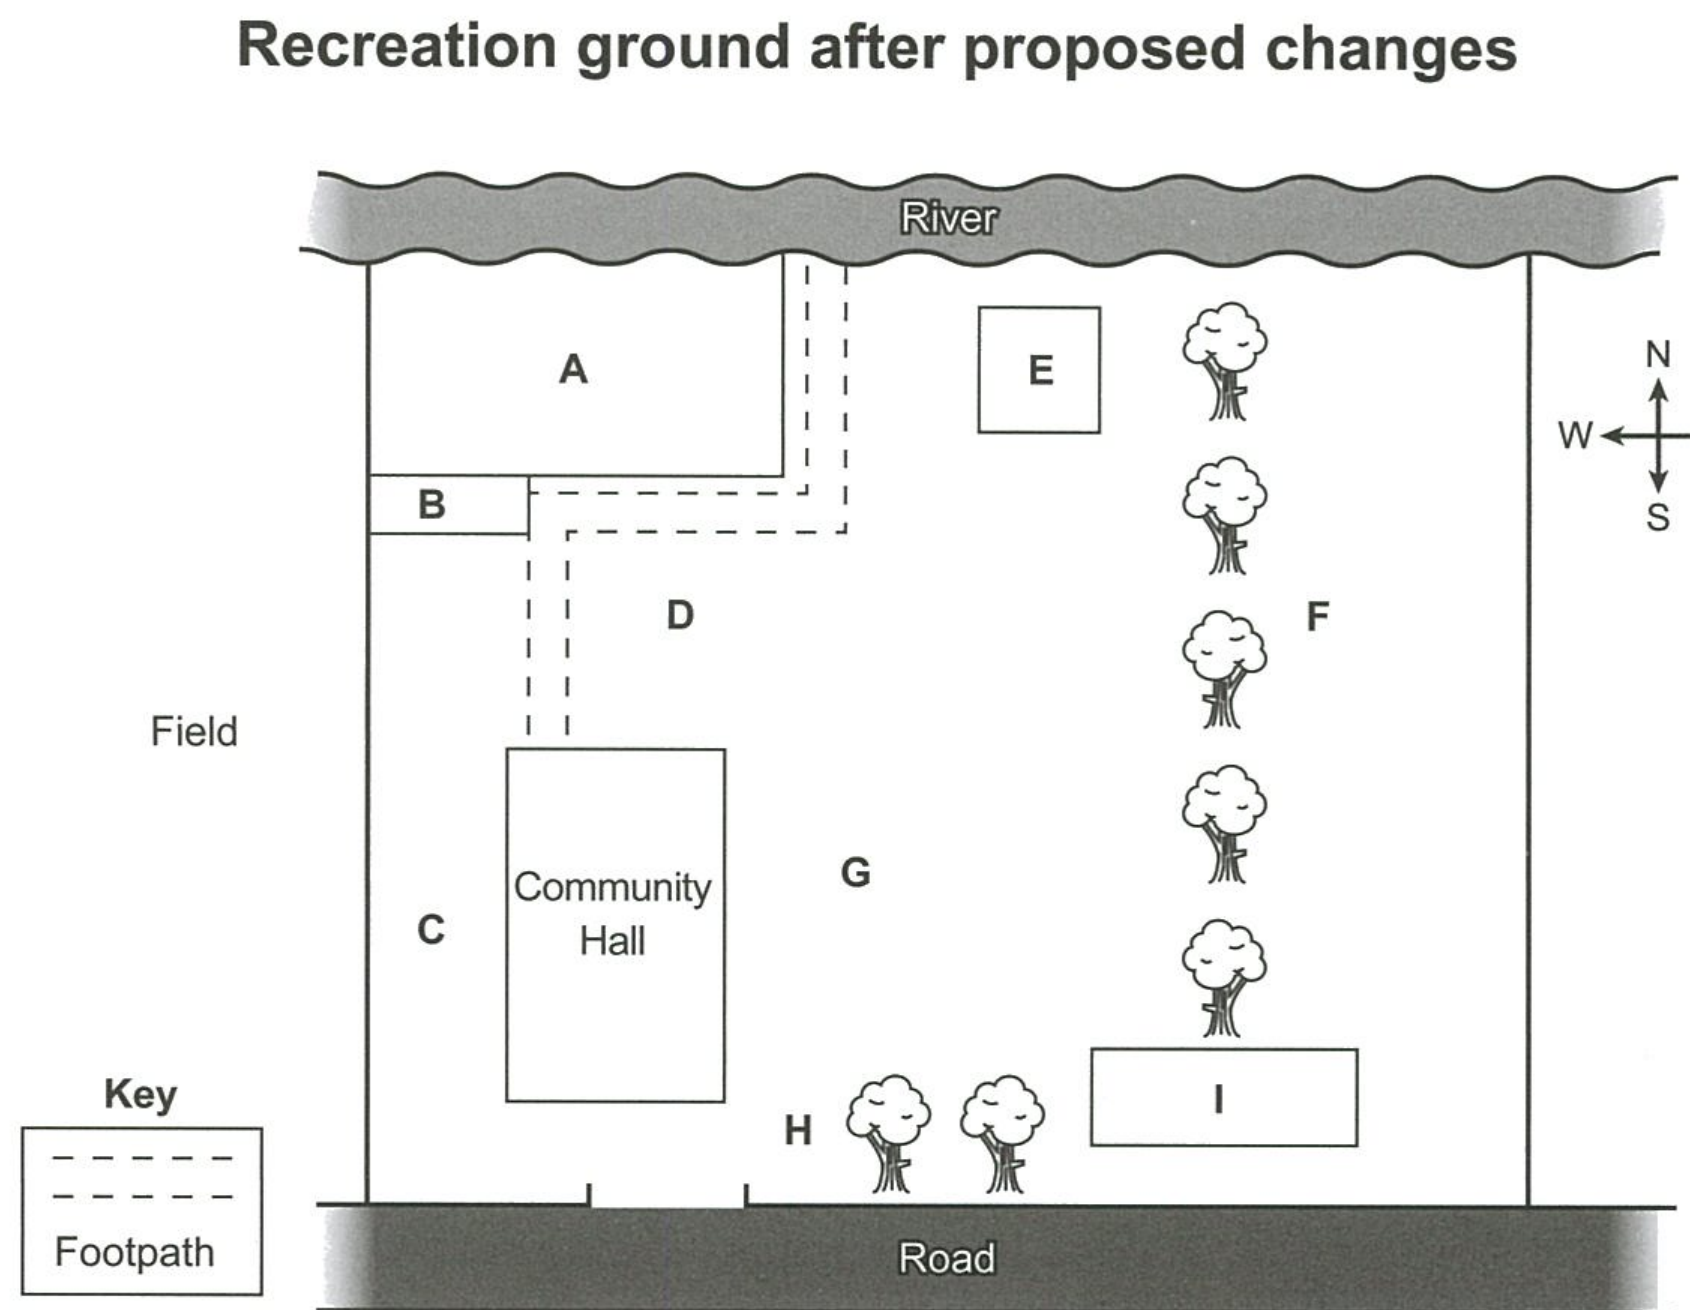 Recreation ground after proposed changes
River
A
E
N
W
B
S
D
F
Field
G
Community
Hall
C
Key
I
H
Footpath
Road